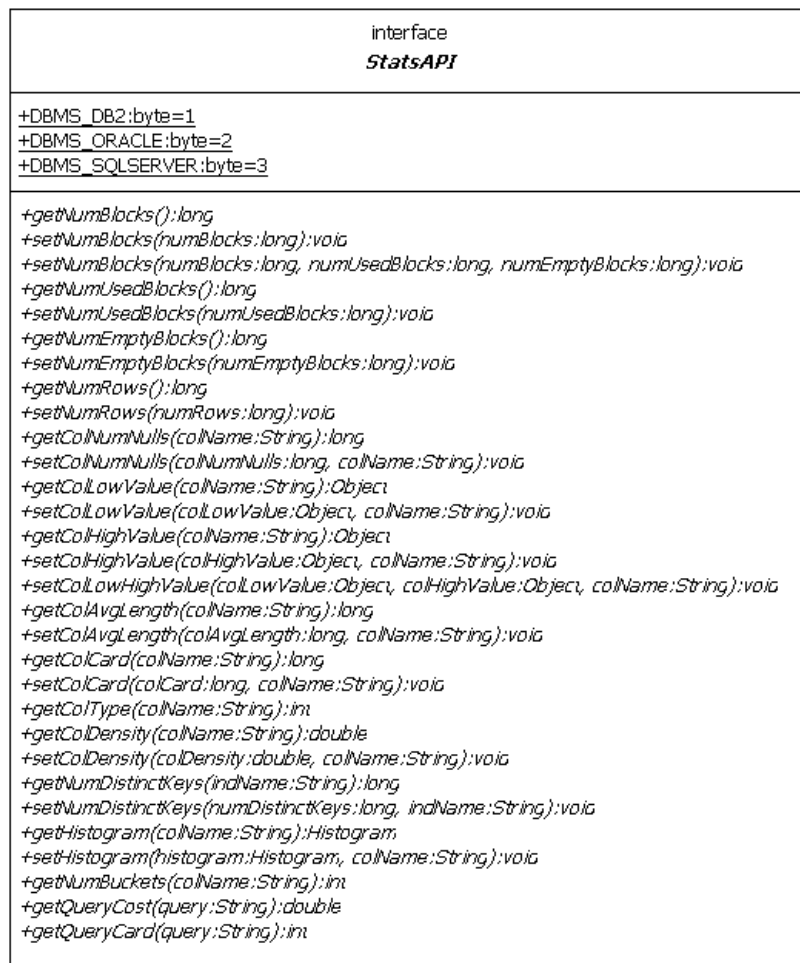 interface
StatsAPI
+DBMS_DB2:byte=1
+DBMS_ORACLE:byte=2
+DBMS_SQLSERVER:byte=3
+getNumBlocks():long
+setNumBlocks(numBlocks:long):void
+setNumBlocks(numBlocks:long, numUsedBlocks:long, numEmptyBlocks:long):void
+getNumUsedBlocks():long
+setNumUsedBlocks(numUsedBlocks:long):void
+getNumEmptyBlocks():long
+setNumEmptyBlocks(numEmptyBlocks:long):void
+getNumRows():long
+setNumRows(numRows:long):void
+getColNumNulls(colName:String):long
+setColNumNulls(colNumNulls:long, colName:String):void
+getColLowValue(colName:String):Object
+setColLowValue(colLowValue:Object, colName:String):void
+getColHighValue(colName:String):Object
+setColHighValue(colHighValue:Object, colName:String):void
+setColLowHighValue(colLowValue:Object, colHighValue:Object, colName:String):void
+getColAvgLength(colName:String):long
+setColAvgLength(colAvgLength:long, colName:String):void
+getColCard(colName:String):long
+setColCard(colCard:long, colName:String):void
+getColType(colName:String):int
+getColDensity(colName:String):double
+setColDensity(colDensity:double, colName:String):void
+getNumDistinctKeys(indName:String):long
+setNumDistinctKeys(numDistinctKeys:long, indName:String):void
+getHistogram(colName:String):Histogram
+setHistogram(histogram:Histogram, colName:String):void
+getNumBuckets(colName:String):int
+getQueryCost(query:String):double
+getQueryCard(query:String):int